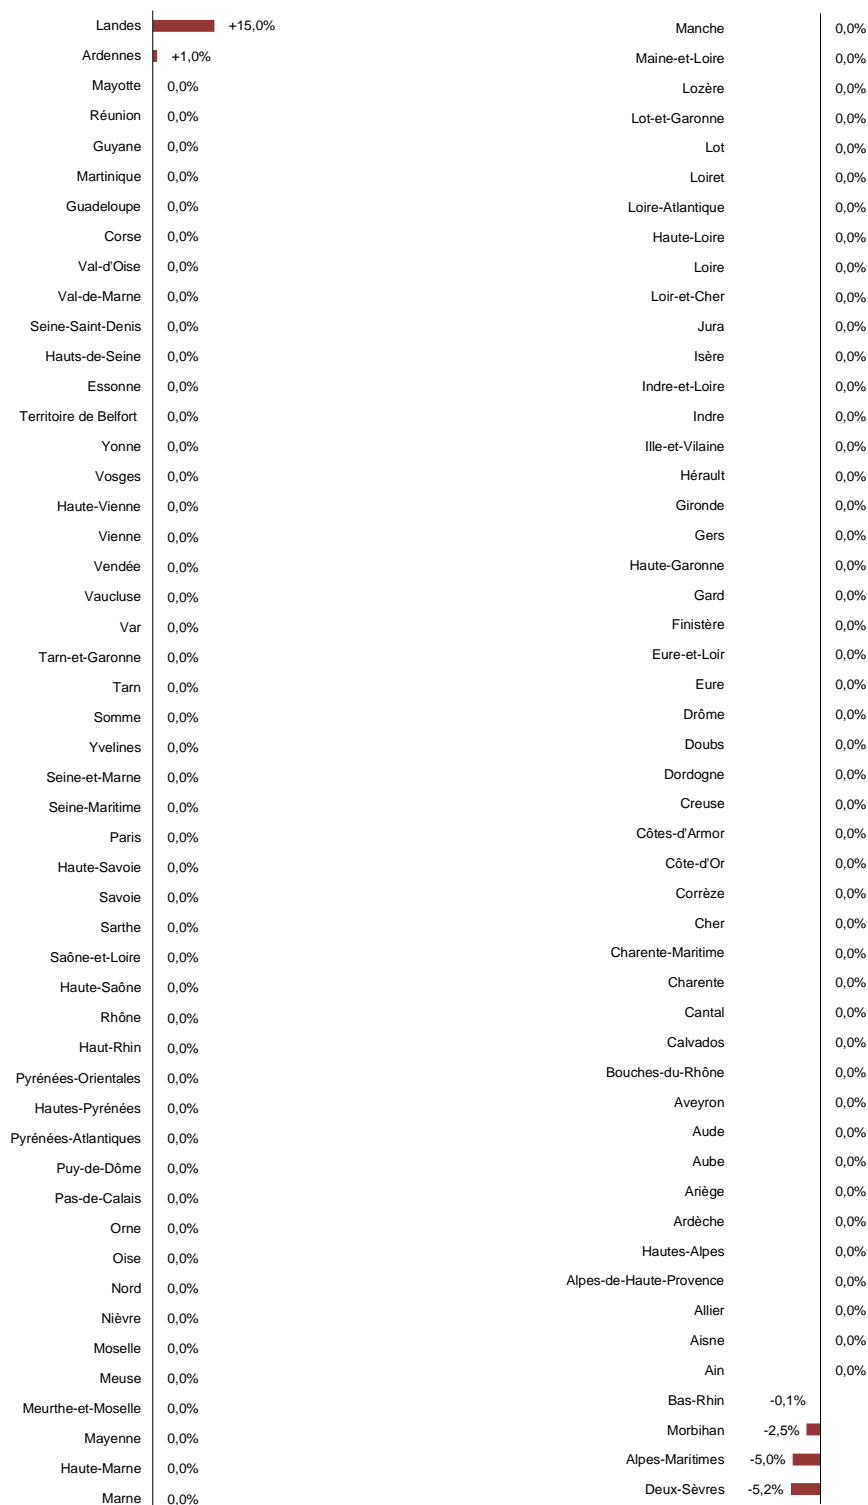 Landes +15,0%
Ardennes +1,0%
Mayotte 0,0%
Réunion 0,0%
Guyane 0,0%
Martinique 0,0%
Guadeloupe 0,0%
Corse 0,0%
Val-d'Oise 0,0%
Val-de-Marne 0,0%
Seine-Saint-Denis 0,0%
Hauts-de-Seine 0,0%
Essonne 0,0%
Territoire de Belfort 0,0%
Yonne 0,0%
Vosges 0,0%
Haute-Vienne 0,0%
Vienne 0,0%
Vendée 0,0%
Vaucluse 0,0%
Var 0,0%
Tarn-et-Garonne 0,0%
Tarn 0,0%
Somme 0,0%
Yvelines 0,0%
Seine-et-Marne 0,0%
Seine-Maritime 0,0%
Paris 0,0%
Haute-Savoie 0,0%
Savoie 0,0%
Sarthe 0,0%
Saône-et-Loire 0,0%
Haute-Saône 0,0%
Rhône 0,0%
Haut-Rhin 0,0%
Pyrénées-Orientales 0,0%
Hautes-Pyrénées 0,0%
Pyrénées-Atlantiques 0,0%
Puy-de-Dôme 0,0%
Pas-de-Calais 0,0%
Orne 0,0%
Oise 0,0%
Nord 0,0%
Nièvre 0,0%
Moselle 0,0%
Meuse 0,0%
Meurthe-et-Moselle 0,0%
Mayenne 0,0%
Haute-Marne 0,0%
Marne 0,0%
Manche 0,0%
Maine-et-Loire 0,0%
Lozère 0,0%
Lot-et-Garonne 0,0%
Lot 0,0%
Loiret 0,0%
Loire-Atlantique 0,0%
Haute-Loire 0,0%
Loire 0,0%
Loir-et-Cher 0,0%
Jura 0,0%
Isère 0,0%
Indre-et-Loire 0,0%
Indre 0,0%
Ille-et-Vilaine 0,0%
Hérault 0,0%
Gironde 0,0%
Gers 0,0%
Haute-Garonne 0,0%
Gard 0,0%
Finistère 0,0%
Eure-et-Loir 0,0%
Eure 0,0%
Drôme 0,0%
Doubs 0,0%
Dordogne 0,0%
Creuse 0,0%
Côtes-d'Armor 0,0%
Côte-d'Or 0,0%
Corrèze 0,0%
Cher 0,0%
Charente-Maritime 0,0%
Charente 0,0%
Cantal 0,0%
Calvados 0,0%
Bouches-du-Rhône 0,0%
Aveyron 0,0%
Aude 0,0%
Aube 0,0%
Ariège 0,0%
Ardèche 0,0%
Hautes-Alpes 0,0%
Alpes-de-Haute-Provence 0,0%
Allier 0,0%
Aisne 0,0%
Ain 0,0%
Bas-Rhin -0,1%
Morbihan -2,5%
Alpes-Maritimes -5,0%
Deux-Sèvres -5,2%